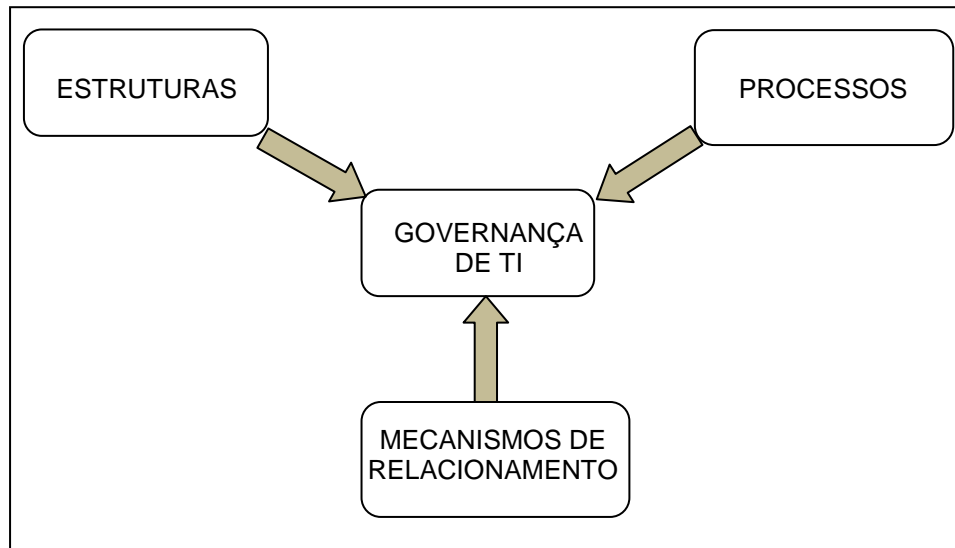 ESTRUTURAS
PROCESSOS
GOVERNANÇA
DE TI
MECANISMOS DE
RELACIONAMENTO